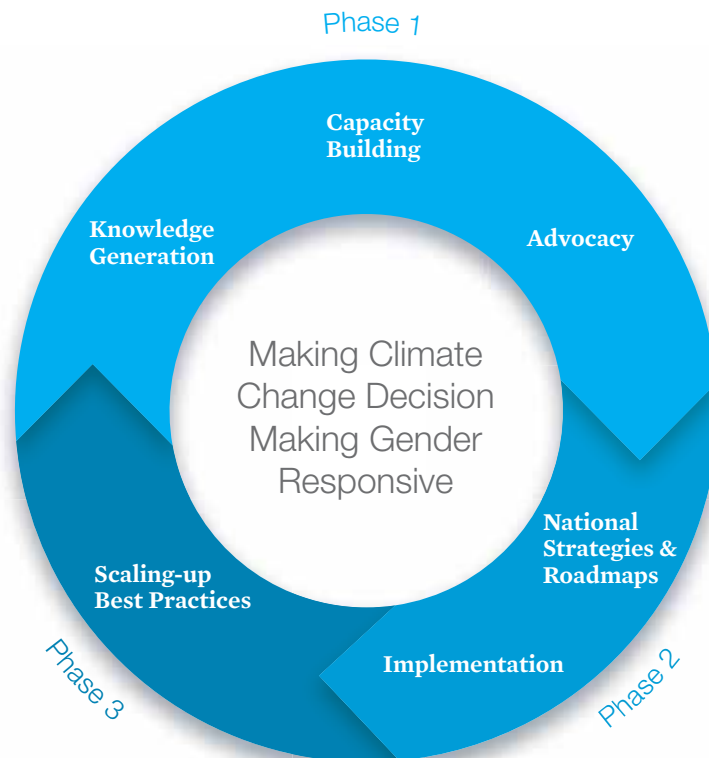 Phase 1
Capacity
Building
Knowledge
Generation
Advocacy
Making Climate
Change Decision
Making Gender
Responsive
National
Strategies &
Roadmaps
Implementation
Phase 2
Scaling-up
Best Practices
Phase 3